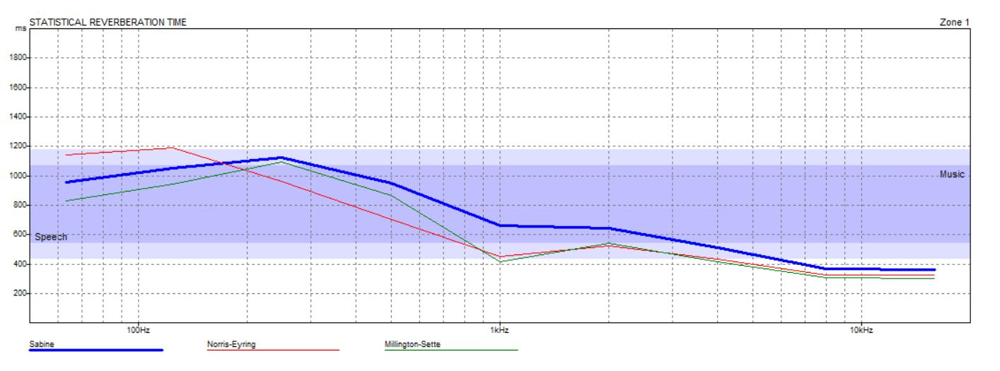 STATISTICAL REVERBERATION TIME Zone 1
ms
1800
1600
1400
1200
1000
Music
800
600
Speech
400
200
100Hz 1kHz 10kHz
Sabine Norris-Eyring Millington-Sette